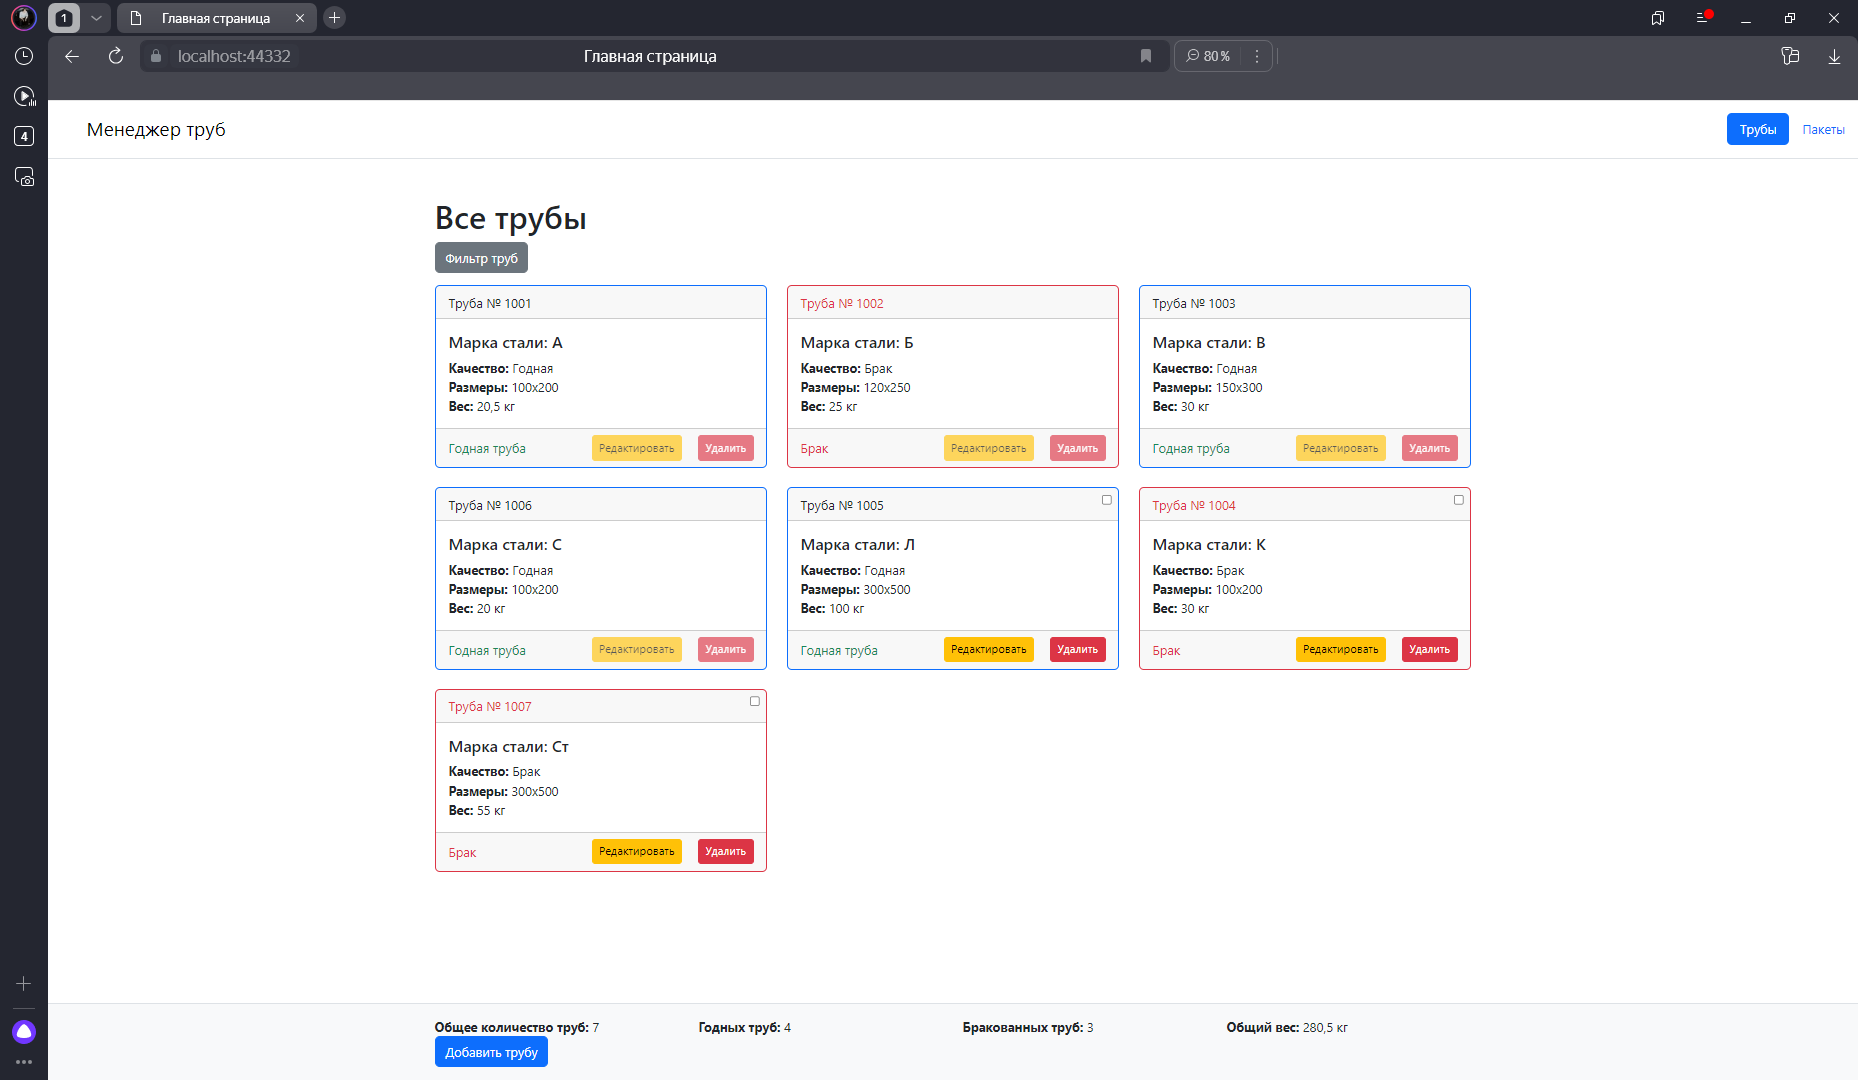 1
Главная страница
localhost:44332
Главная страница
80%
4
Менеджер труб
Трубы
Пакеты
Все трубы
Фильтр труб
Труба № 1001
Марка стали: А
Качество: Годная
Размеры: 100x200
Вес: 20,5 кг
Годная труба
Редактировать
Удалить
Труба № 1002
Марка стали: Б
Качество: Брак
Размеры: 120x250
Вес: 25 кг
Брак
Редактировать
Удалить
Труба № 1003
Марка стали: В
Качество: Годная
Размеры: 150x300
Вес: 30 кг
Годная труба
Редактировать
Удалить
Труба № 1006
Марка стали: С
Качество: Годная
Размеры: 100x200
Вес: 20 кг
Годная труба
Редактировать
Удалить
Труба № 1005
Марка стали: Л
Качество: Годная
Размеры: 300x500
Вес: 100 кг
Годная труба
Редактировать
Удалить
Труба № 1004
Марка стали: К
Качество: Брак
Размеры: 100x200
Вес: 30 кг
Брак
Редактировать
Удалить
Труба № 1007
Марка стали: Ст
Качество: Брак
Размеры: 300x500
Вес: 55 кг
Брак
Редактировать
Удалить
Общее количество труб: 7
Годных труб: 4
Бракованных труб: 3
Общий вес: 280,5 кг
Добавить трубу